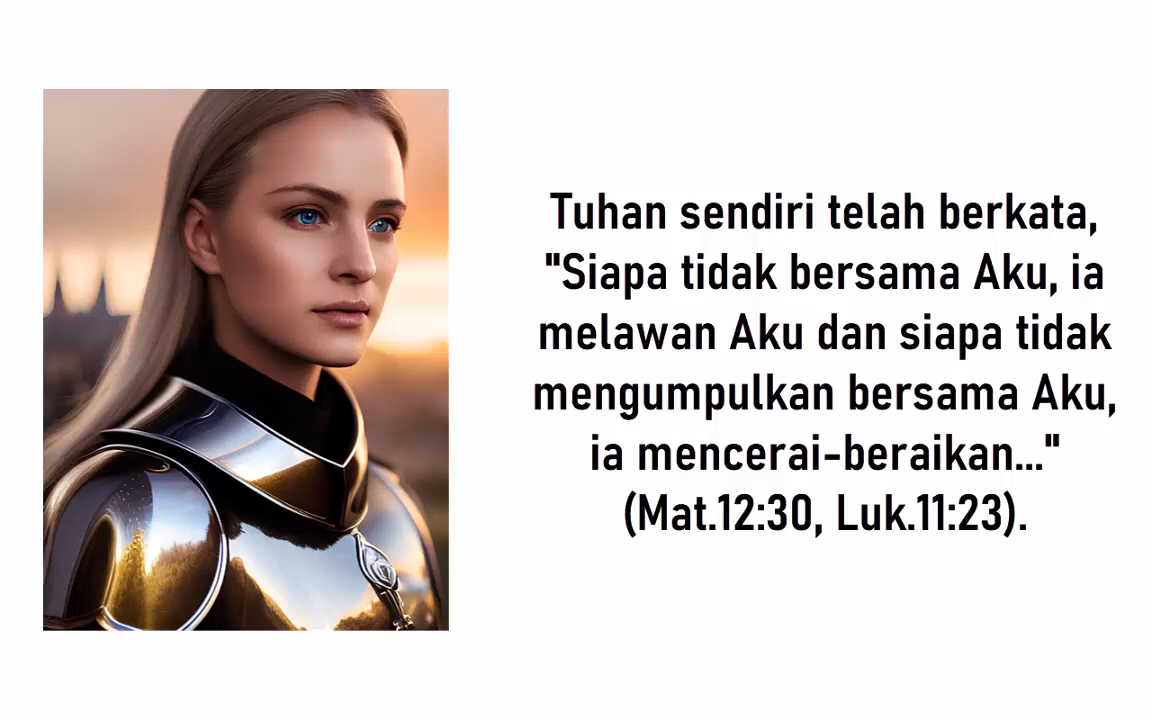 Tuhan sendiri telah berkata,
"Siapa tidak bersama Aku, ia
melawan Aku dan siapa tidak
mengumpulkan bersama Aku,
ia mencerai-beraikan..."
(Mat.12:30, Luk.11:23).